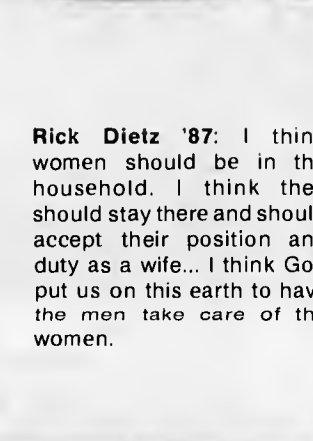 Rick Dietz '87: I thin
women should be in th
household. I think the
should stay there and shoul
accept their position an
duty as a wife... I think Go
put us on this earth to hav
the men take care of th
women.